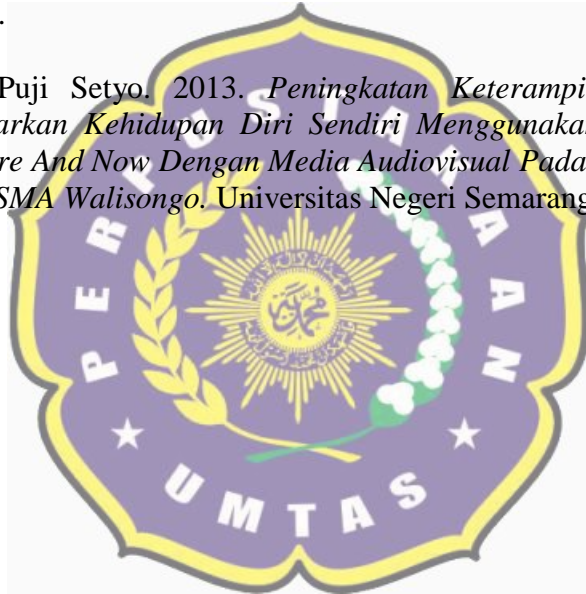 .
Puji Setyo. 2013. Peningkatan Keterampi
arkan Kehidupan Diri Sendiri Menggunaka
re And Now Dengan Media Audiovisual Pada
SMA Walisongo. Universitas Negeri Semarang
PERPUSTAKAAN
UMTAS